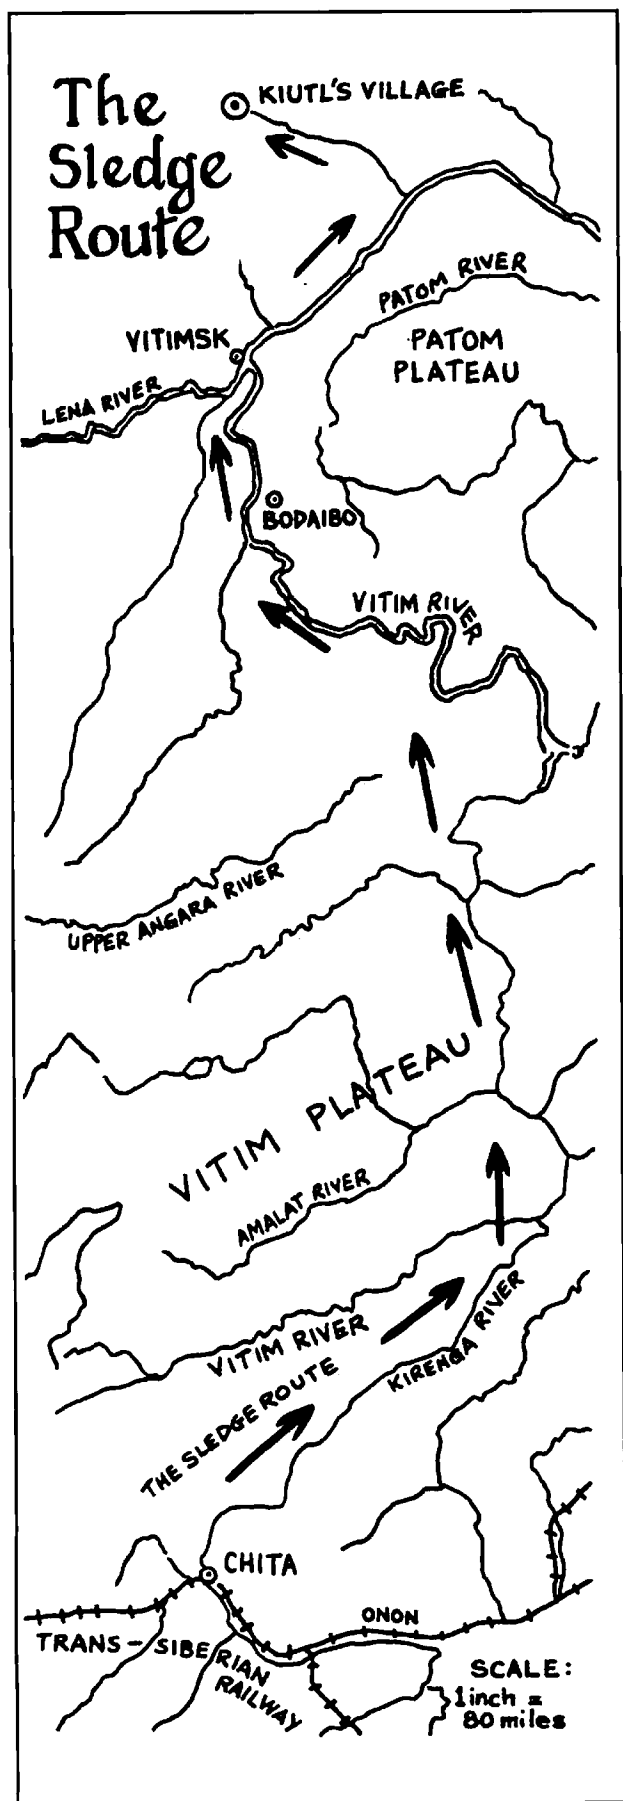 The
Sledge
Route
KIUTL'S VILLAGE
PATOM RIVER
VITIMSK
PATOM
PLATEAU
LENA RIVER
BODAIBO
VITIM RIVER
UPPER ANGARA RIVER
VITIM PLATEAU
AMALAT RIVER
VITIM RIVER
KIRENGA RIVER
THE SLEDGE ROUTE
CHITA
ONON
TRANS-SIBERIAN
RAILWAY
SCALE:
1 inch =
80 miles